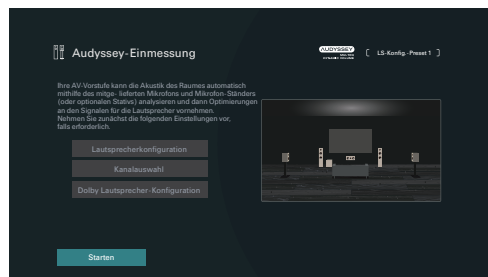 Audyssey-Einmessung
AUDYSSEY
LS-Konfig.-Preset 1
Ihre AV-Vorstufe kann die Akustik des Raumes automatisch
mithilfe des mitge- lieferten Mikrofons und Mikrofon-Ständers
(oder optionalen Stativs) analysieren und dann Optimierungen
an den Signalen für die Lautsprecher vornehmen.
Nehmen Sie zunächst die folgenden Einstellungen vor,
falls erforderlich.
Lautsprecherkonfiguration
Kanalauswahl
Dolby Lautsprecher-Konfiguration
Starten